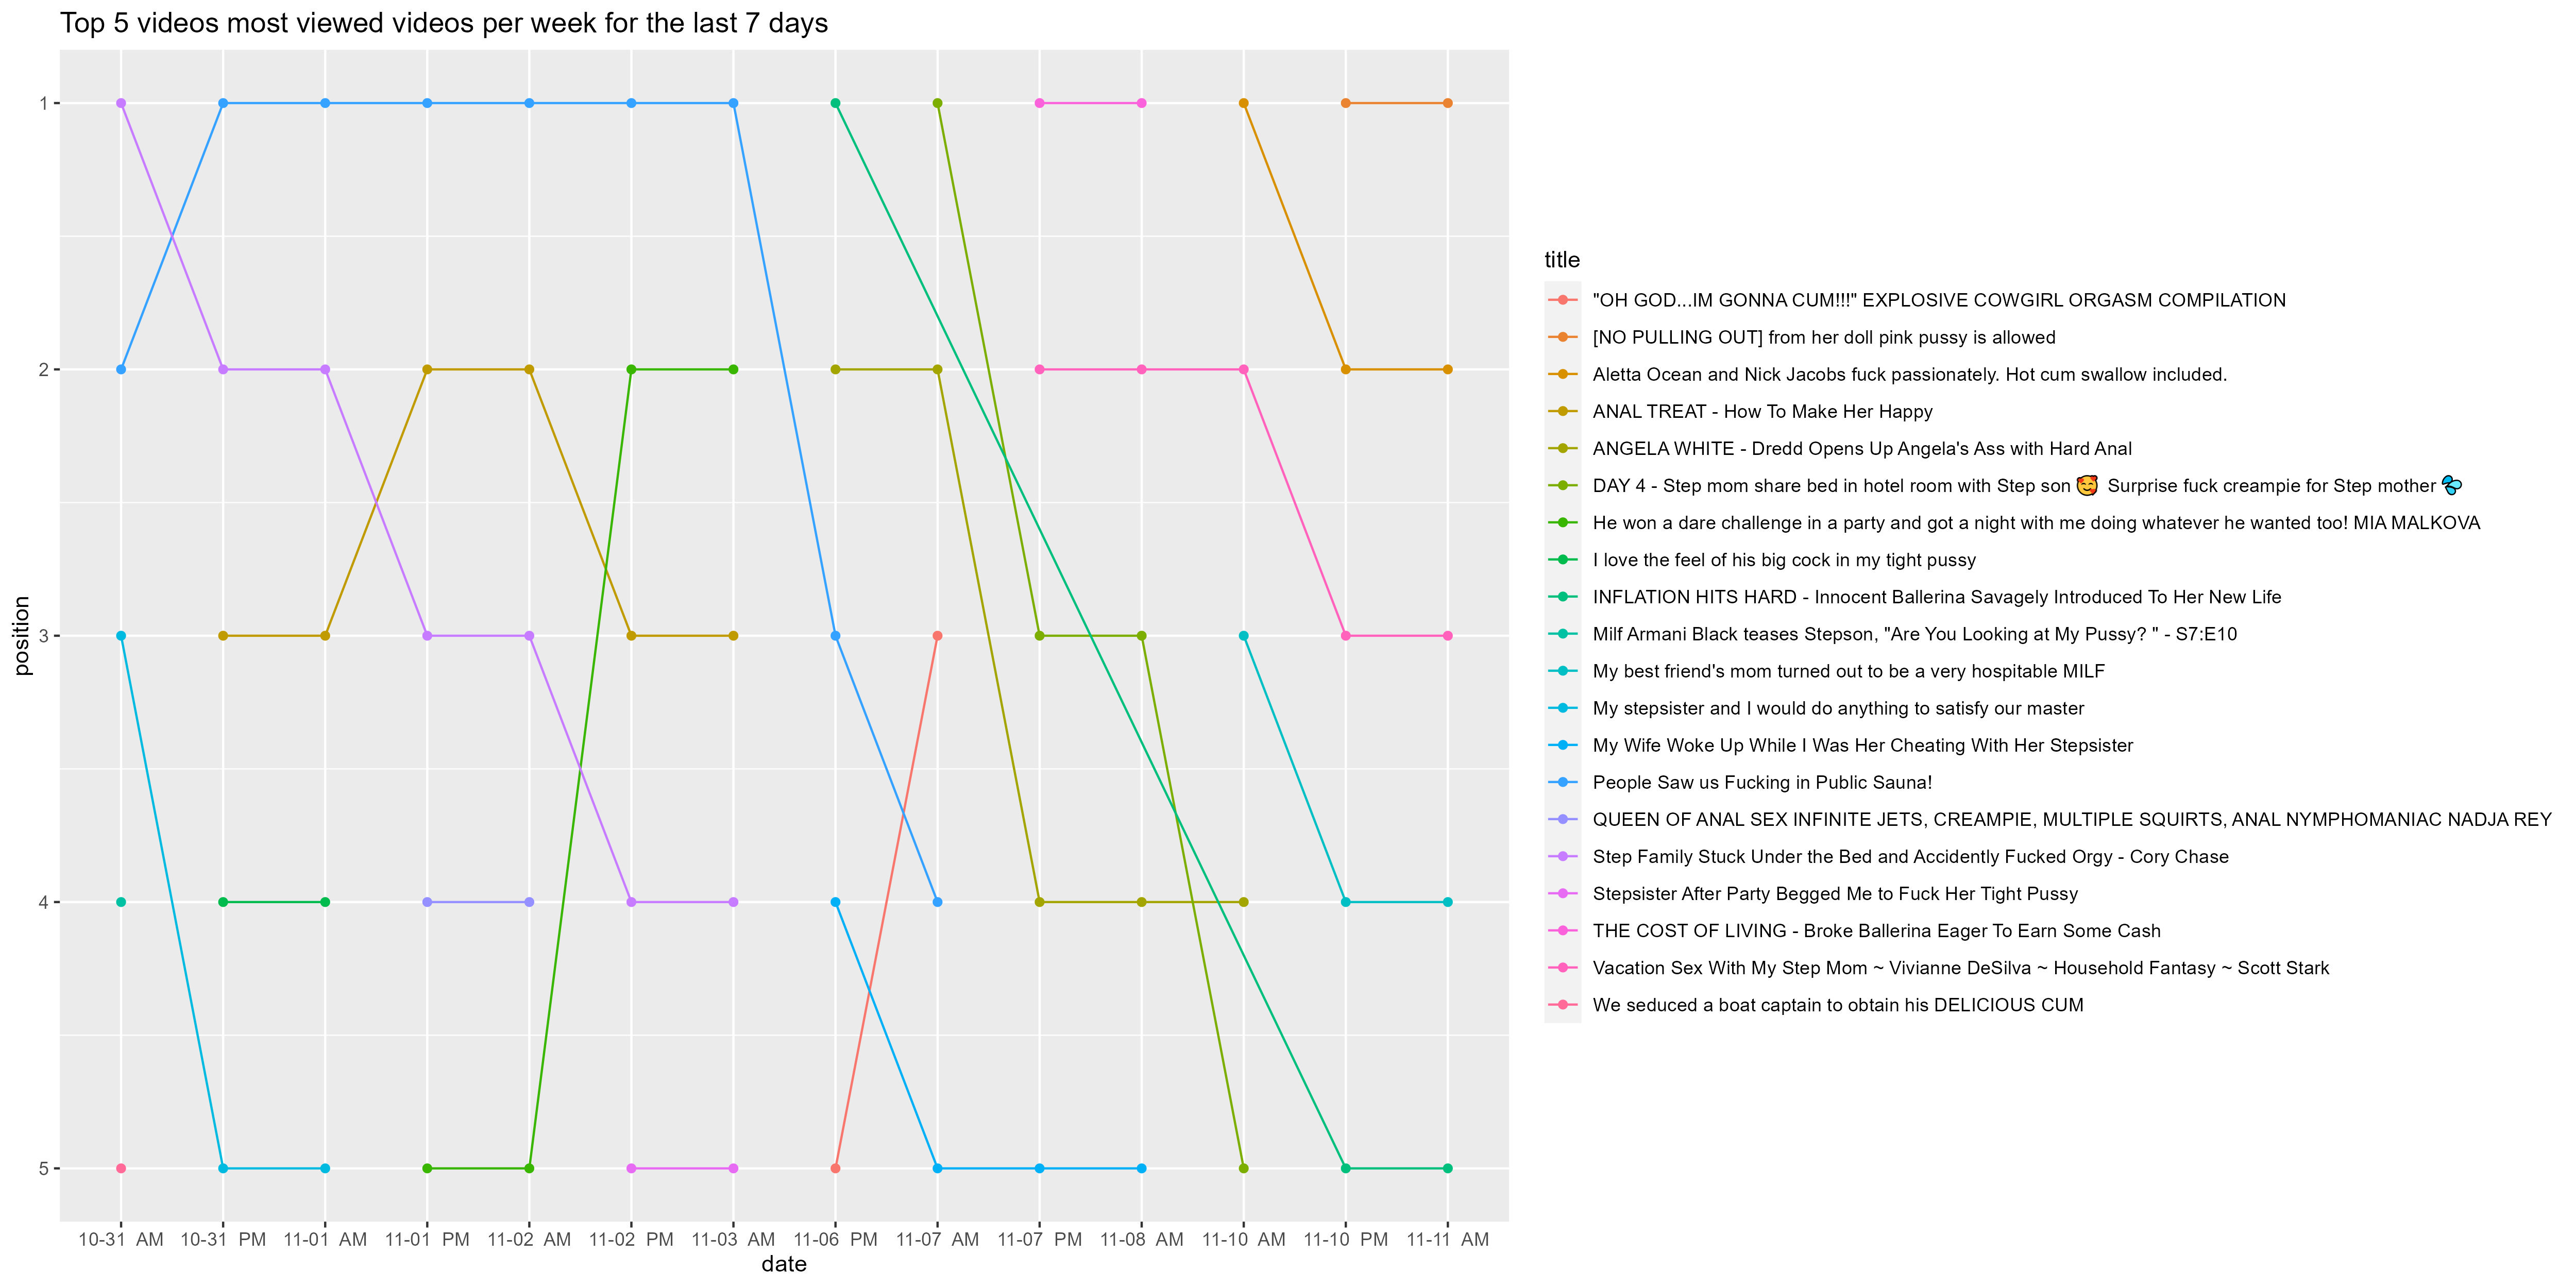 Top 5 videos most viewed videos per week for the last 7 days
position
1
2
3
4
5
10-31 AM
10-31 PM
11-01 AM
11-01 PM
11-02 AM
11-02 PM
11-03 AM
11-06 PM
11-07 AM
11-07 PM
11-08 AM
11-10 AM
11-10 PM
11-11 AM
date
title
"OH GOD...IM GONNA CUM!!!" EXPLOSIVE COWGIRL ORGASM COMPILATION
[NO PULLING OUT] from her doll pink pussy is allowed
Aletta Ocean and Nick Jacobs fuck passionately. Hot cum swallow included.
ANAL TREAT - How To Make Her Happy
ANGELA WHITE - Dredd Opens Up Angela's Ass with Hard Anal
DAY 4 - Step mom share bed in hotel room with Step son 🥰 Surprise fuck creampie for Step mother 💦
He won a dare challenge in a party and got a night with me doing whatever he wanted too! MIA MALKOVA
I love the feel of his big cock in my tight pussy
INFLATION HITS HARD - Innocent Ballerina Savagely Introduced To Her New Life
Milf Armani Black teases Stepson, "Are You Looking at My Pussy? " - S7:E10
My best friend's mom turned out to be a very hospitable MILF
My stepsister and I would do anything to satisfy our master
My Wife Woke Up While I Was Her Cheating With Her Stepsister
People Saw us Fucking in Public Sauna!
QUEEN OF ANAL SEX INFINITE JETS, CREAMPIE, MULTIPLE SQUIRTS, ANAL NYMPHOMANIAC NADJA REY
Step Family Stuck Under the Bed and Accidently Fucked Orgy - Cory Chase
Stepsister After Party Begged Me to Fuck Her Tight Pussy
THE COST OF LIVING - Broke Ballerina Eager To Earn Some Cash
Vacation Sex With My Step Mom ~ Vivianne DeSilva ~ Household Fantasy ~ Scott Stark
We seduced a boat captain to obtain his DELICIOUS CUM